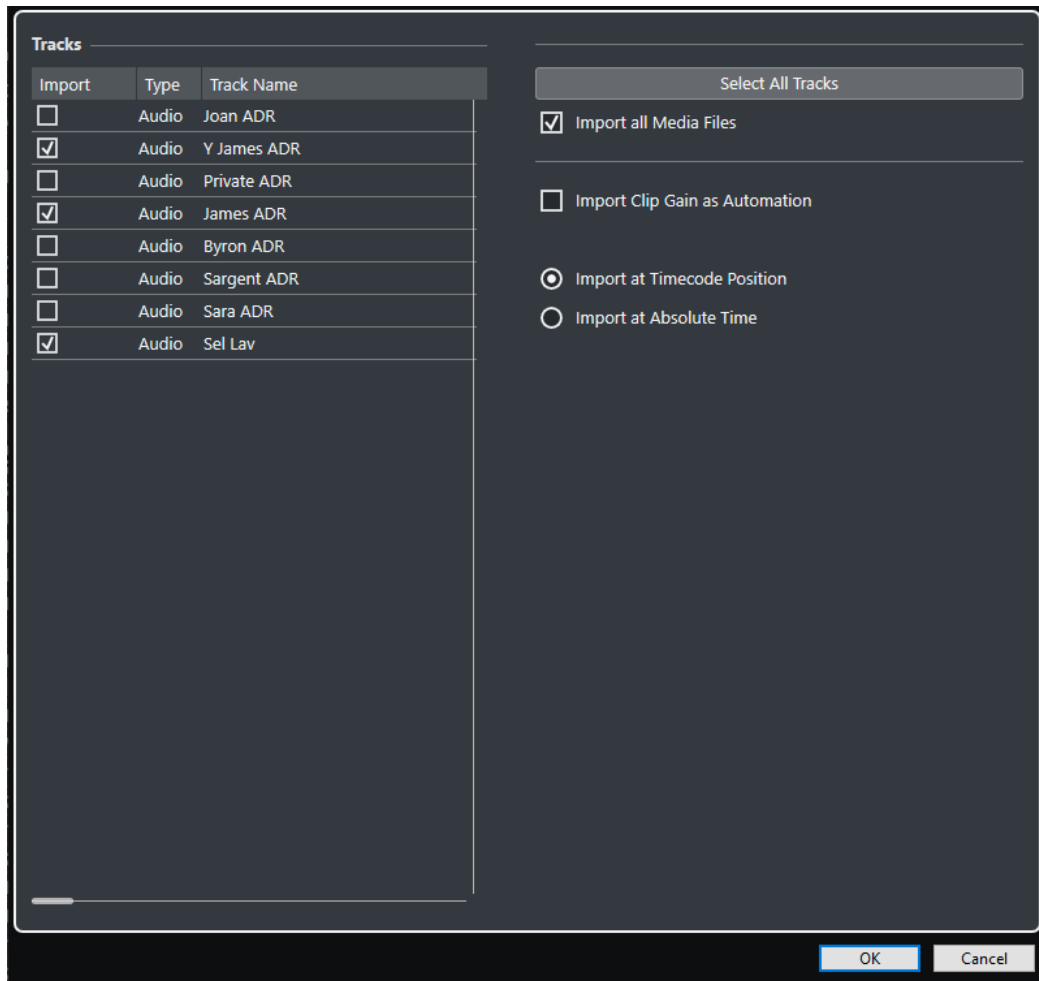 Tracks
Import Type Track Name
Audio Joan ADR
Audio Y James ADR
Audio Private ADR
Audio James ADR
Audio Byron ADR
Audio Sargent ADR
Audio Sara ADR
Audio Sel Lav
Select All Tracks
Import all Media Files
Import Clip Gain as Automation
Import at Timecode Position
Import at Absolute Time
OK Cancel